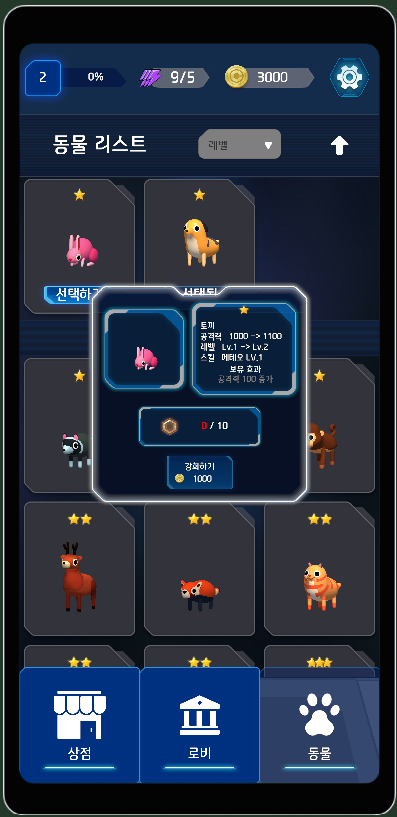 2
0%
9/5
3000
동물 리스트
레벨
선택하기
선택됨
토끼
공격력 1000 -> 1100
레벨 Lv.1 -> Lv.2
스킬 메테오 LV.1
보유 효과
공격력 100 증가
0 / 10
강화하기
1000
상점
로비
동물